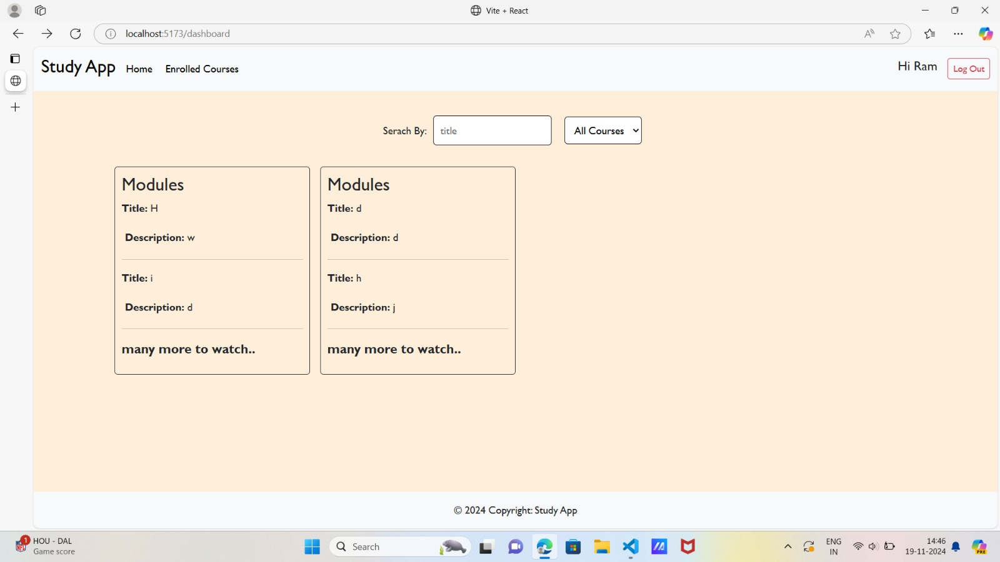 Vite + React
localhost:5173/dashboard
Study App Home Enrolled Courses Hi Ram Log Out
Serach By: title All Courses
Modules
Title: H
Description: w
Title: i
Description: d
many more to watch..
Modules
Title: d
Description: d
Title: h
Description: j
many more to watch..
© 2024 Copyright: Study App
1
HOU - DAL
Game score
Search
ENG
IN
14:46
19-11-2024
PRE